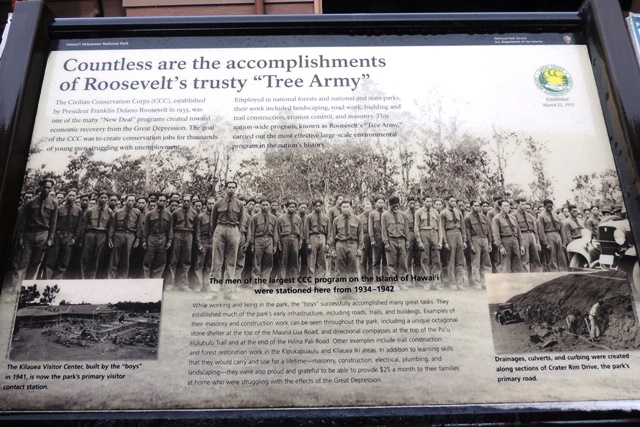 Hawai'i Volcanoes National Park
National Park Service
U.S. Department of the Interior
Countless are the accomplishments
of Roosevelt's trusty "Tree Army"
The Civilian Conservation Corps (CCC), established
by President Franklin Delano Roosevelt in 1933, was
one of the many "New Deal" programs created toward
economic recovery from the Great Depression. The goal
of the CCC was to create conservation jobs for thousands
of young men struggling with unemployment.
Employed in national forests and national and state parks,
their work included landscaping, road work, building and
trail construction, erosion control, and masonry. This
nation-wide program, known as Roosevelt's "Tree Army,"
carried out the most effective large-scale environmental
program in the nation's history.
Established
March 31, 1933
The men of the largest CCC program on the Island of Hawai'i
were stationed here from 1934–1942
While working and living in the park, the "boys" successfully accomplished many great tasks. They
established much of the park's early infrastructure, including roads, trails, and buildings. Examples of
their masonry and construction work can be seen throughout the park, including a unique octagonal
stone shelter at the top of the Mauna Loa Road, and directional compasses at the top of the Pu'u
Huluhulu Trail and at the end of the Hilina Pali Road. Other examples include trail construction
and forest restoration work in the Kīpukapuaulu and Kīlauea Iki areas. In addition to learning skills
that they would carry and use for a lifetime—masonry, construction, electrical, plumbing, and
landscaping—they were also proud and grateful to be able to provide $25 a month to their families
at home who were struggling with the effects of the Great Depression.
The Kīlauea Visitor Center, built by the "boys"
in 1941, is now the park's primary visitor
contact station.
Drainages, culverts, and curbing were created
along sections of Crater Rim Drive, the park's
primary road.